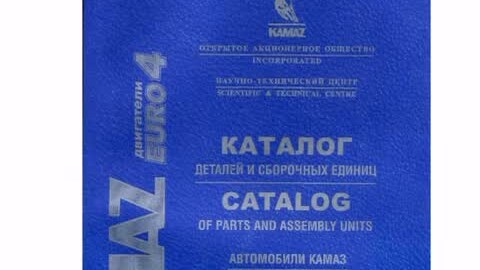 KAMAZ
ОТКРЫТОЕ АКЦИОНЕРНОЕ ОБЩЕСТВО
INCORPORATED
НАУЧНО-ТЕХНИЧЕСКИЙ ЦЕНТР
SCIENTIFIC & TECHNICAL CENTRE
КАТАЛОГ
ДЕТАЛЕЙ И СБОРОЧНЫХ ЕДИНИЦ
CATALOG
OF PARTS AND ASSEMBLY UNITS
АВТОМОБИЛИ КАМАЗ
двигатели
EURO 4
MAZ